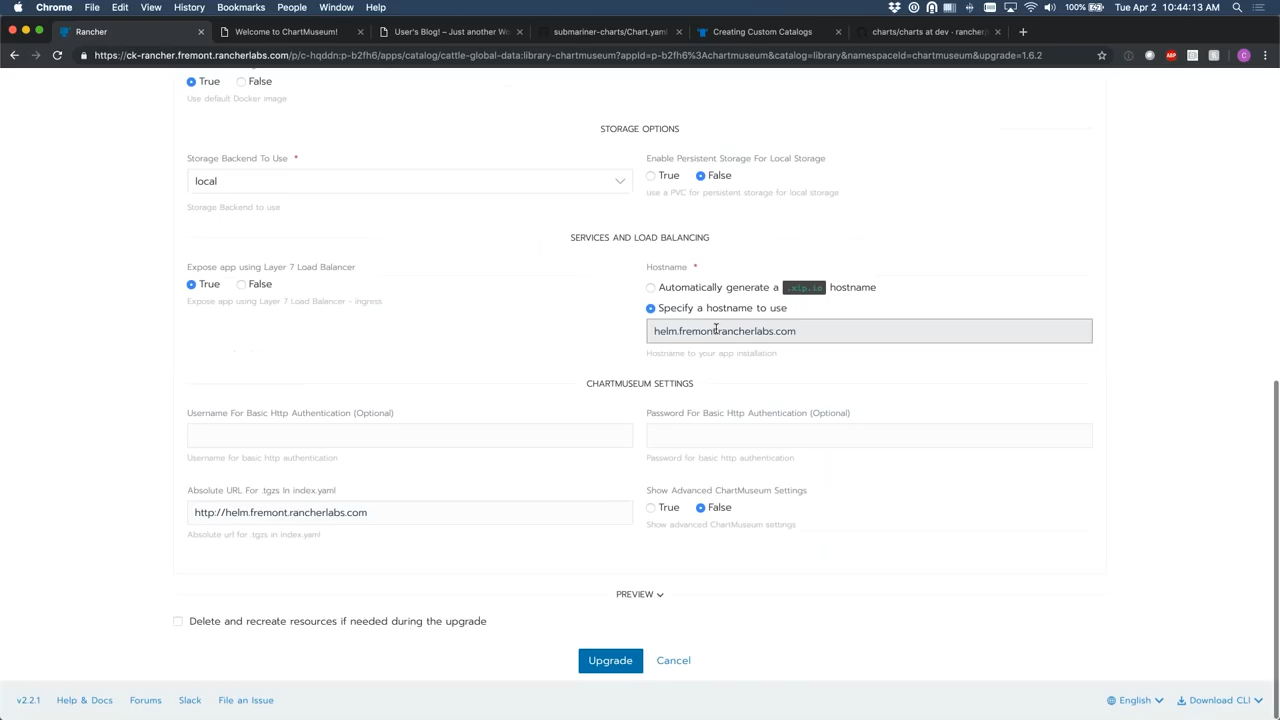 Chrome File Edit View History Bookmarks People Window Help 100% Tue Apr 2 10:44:13 AM
Rancher Welcome to ChartMuseum! User's Blog! – Just another Wo submariner-charts/Chart.yaml Creating Custom Catalogs charts/charts at dev · rancher/
https://ck-rancher.fremont.rancherlabs.com/p/c-hqddn:p-b2fh6/apps/catalog/cattle-global-data:library-chartmuseum?appId=p-b2fh6%3Achartmuseum&catalog=library&namespaceId=chartmuseum&upgrade=1.6.2
True False
Use default Docker image
STORAGE OPTIONS
Storage Backend To Use * Enable Persistent Storage For Local Storage
local True False
use a PVC for persistent storage for local storage
Storage Backend to use
SERVICES AND LOAD BALANCING
Expose app using Layer 7 Load Balancer Hostname *
True False Automatically generate a .xip.io hostname
Expose app using Layer 7 Load Balancer - ingress
Specify a hostname to use
helm.fremont.rancherlabs.com
Hostname to your app installation
CHARTMUSEUM SETTINGS
Username For Basic Http Authentication (Optional) Password For Basic Http Authentication (Optional)
Username for basic http authentication Password for basic http authentication
Absolute URL For .tgzs In index.yaml Show Advanced ChartMuseum Settings
http://helm.fremont.rancherlabs.com True False
Absolute url for .tgzs in index.yaml Show advanced ChartMuseum settings
PREVIEW
Delete and recreate resources if needed during the upgrade
Upgrade Cancel
v2.2.1 Help & Docs Forums Slack File an Issue English Download CLI